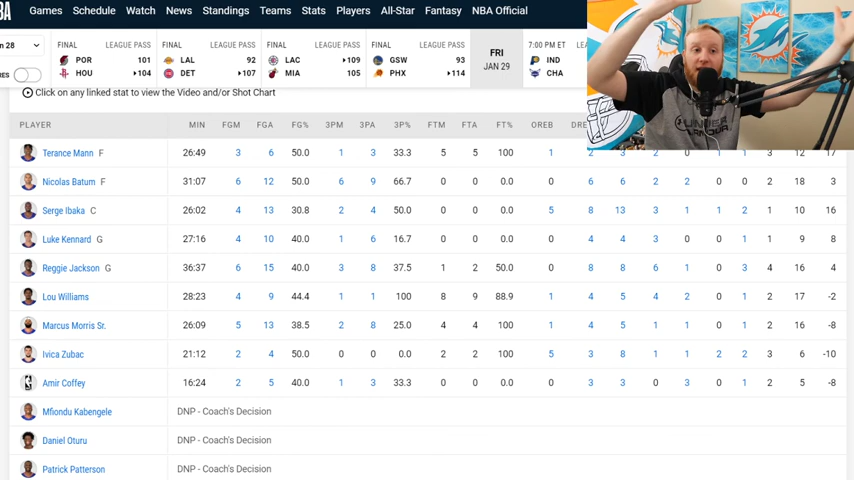 BA Games Schedule Watch News Standings Teams Stats Players All-Star Fantasy NBA Official
n 28 FINAL LEAGUE PASS FINAL LEAGUE PASS FINAL LEAGUE PASS FINAL LEAGUE PASS FRI 7:00 PM ET
POR 101 LAL 92 LAC 109 GSW 93 JAN 29 IND
RES HOU 104 DET 107 MIA 105 PHX 114 CHA
Click on any linked stat to view the Video and/or Shot Chart
UNDER ARMOUR
PLAYER MIN FGM FGA FG% 3PM 3PA 3P% FTM FTA FT% OREB DRE
Terance Mann F 26:49 3 6 50.0 1 3 33.3 5 5 100 1 2 3 2 0 1 1 3 12 17
Nicolas Batum F 31:07 6 12 50.0 6 9 66.7 0 0 0.0 0 6 6 2 2 0 0 2 18 3
Serge Ibaka C 26:02 4 13 30.8 2 4 50.0 0 0 0.0 5 8 13 3 1 1 2 1 10 16
Luke Kennard G 27:16 4 10 40.0 1 6 16.7 0 0 0.0 0 4 4 3 0 0 1 1 9 8
Reggie Jackson G 36:37 6 15 40.0 3 8 37.5 1 2 50.0 0 8 8 6 1 0 3 4 16 4
Lou Williams 28:23 4 9 44.4 1 1 100 8 9 88.9 1 4 5 4 2 0 1 2 17 -2
Marcus Morris Sr. 26:09 5 13 38.5 2 8 25.0 4 4 100 1 4 5 1 1 0 1 2 16 -8
Ivica Zubac 21:12 2 4 50.0 0 0 0.0 2 2 100 5 3 8 1 1 2 2 3 6 -10
Amir Coffey 16:24 2 5 40.0 1 3 33.3 0 0 0.0 0 3 3 0 3 0 1 2 5 -8
Mfiondu Kabengele DNP - Coach's Decision
Daniel Oturu DNP - Coach's Decision
Patrick Patterson DNP - Coach's Decision